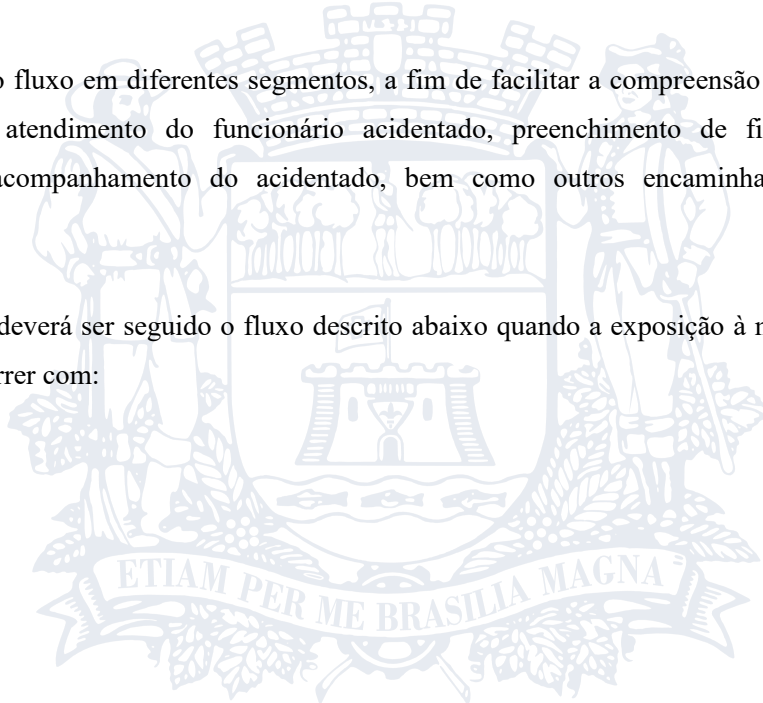 o fluxo em diferentes segmentos, a fim de facilitar a compreensão
atendimento do funcionário acidentado, preenchimento de fi
acompanhamento do acidentado, bem como outros encaminha
deverá ser seguido o fluxo descrito abaixo quando a exposição à
rrer com:
ETIAM PER ME BRASILIA MAGNA